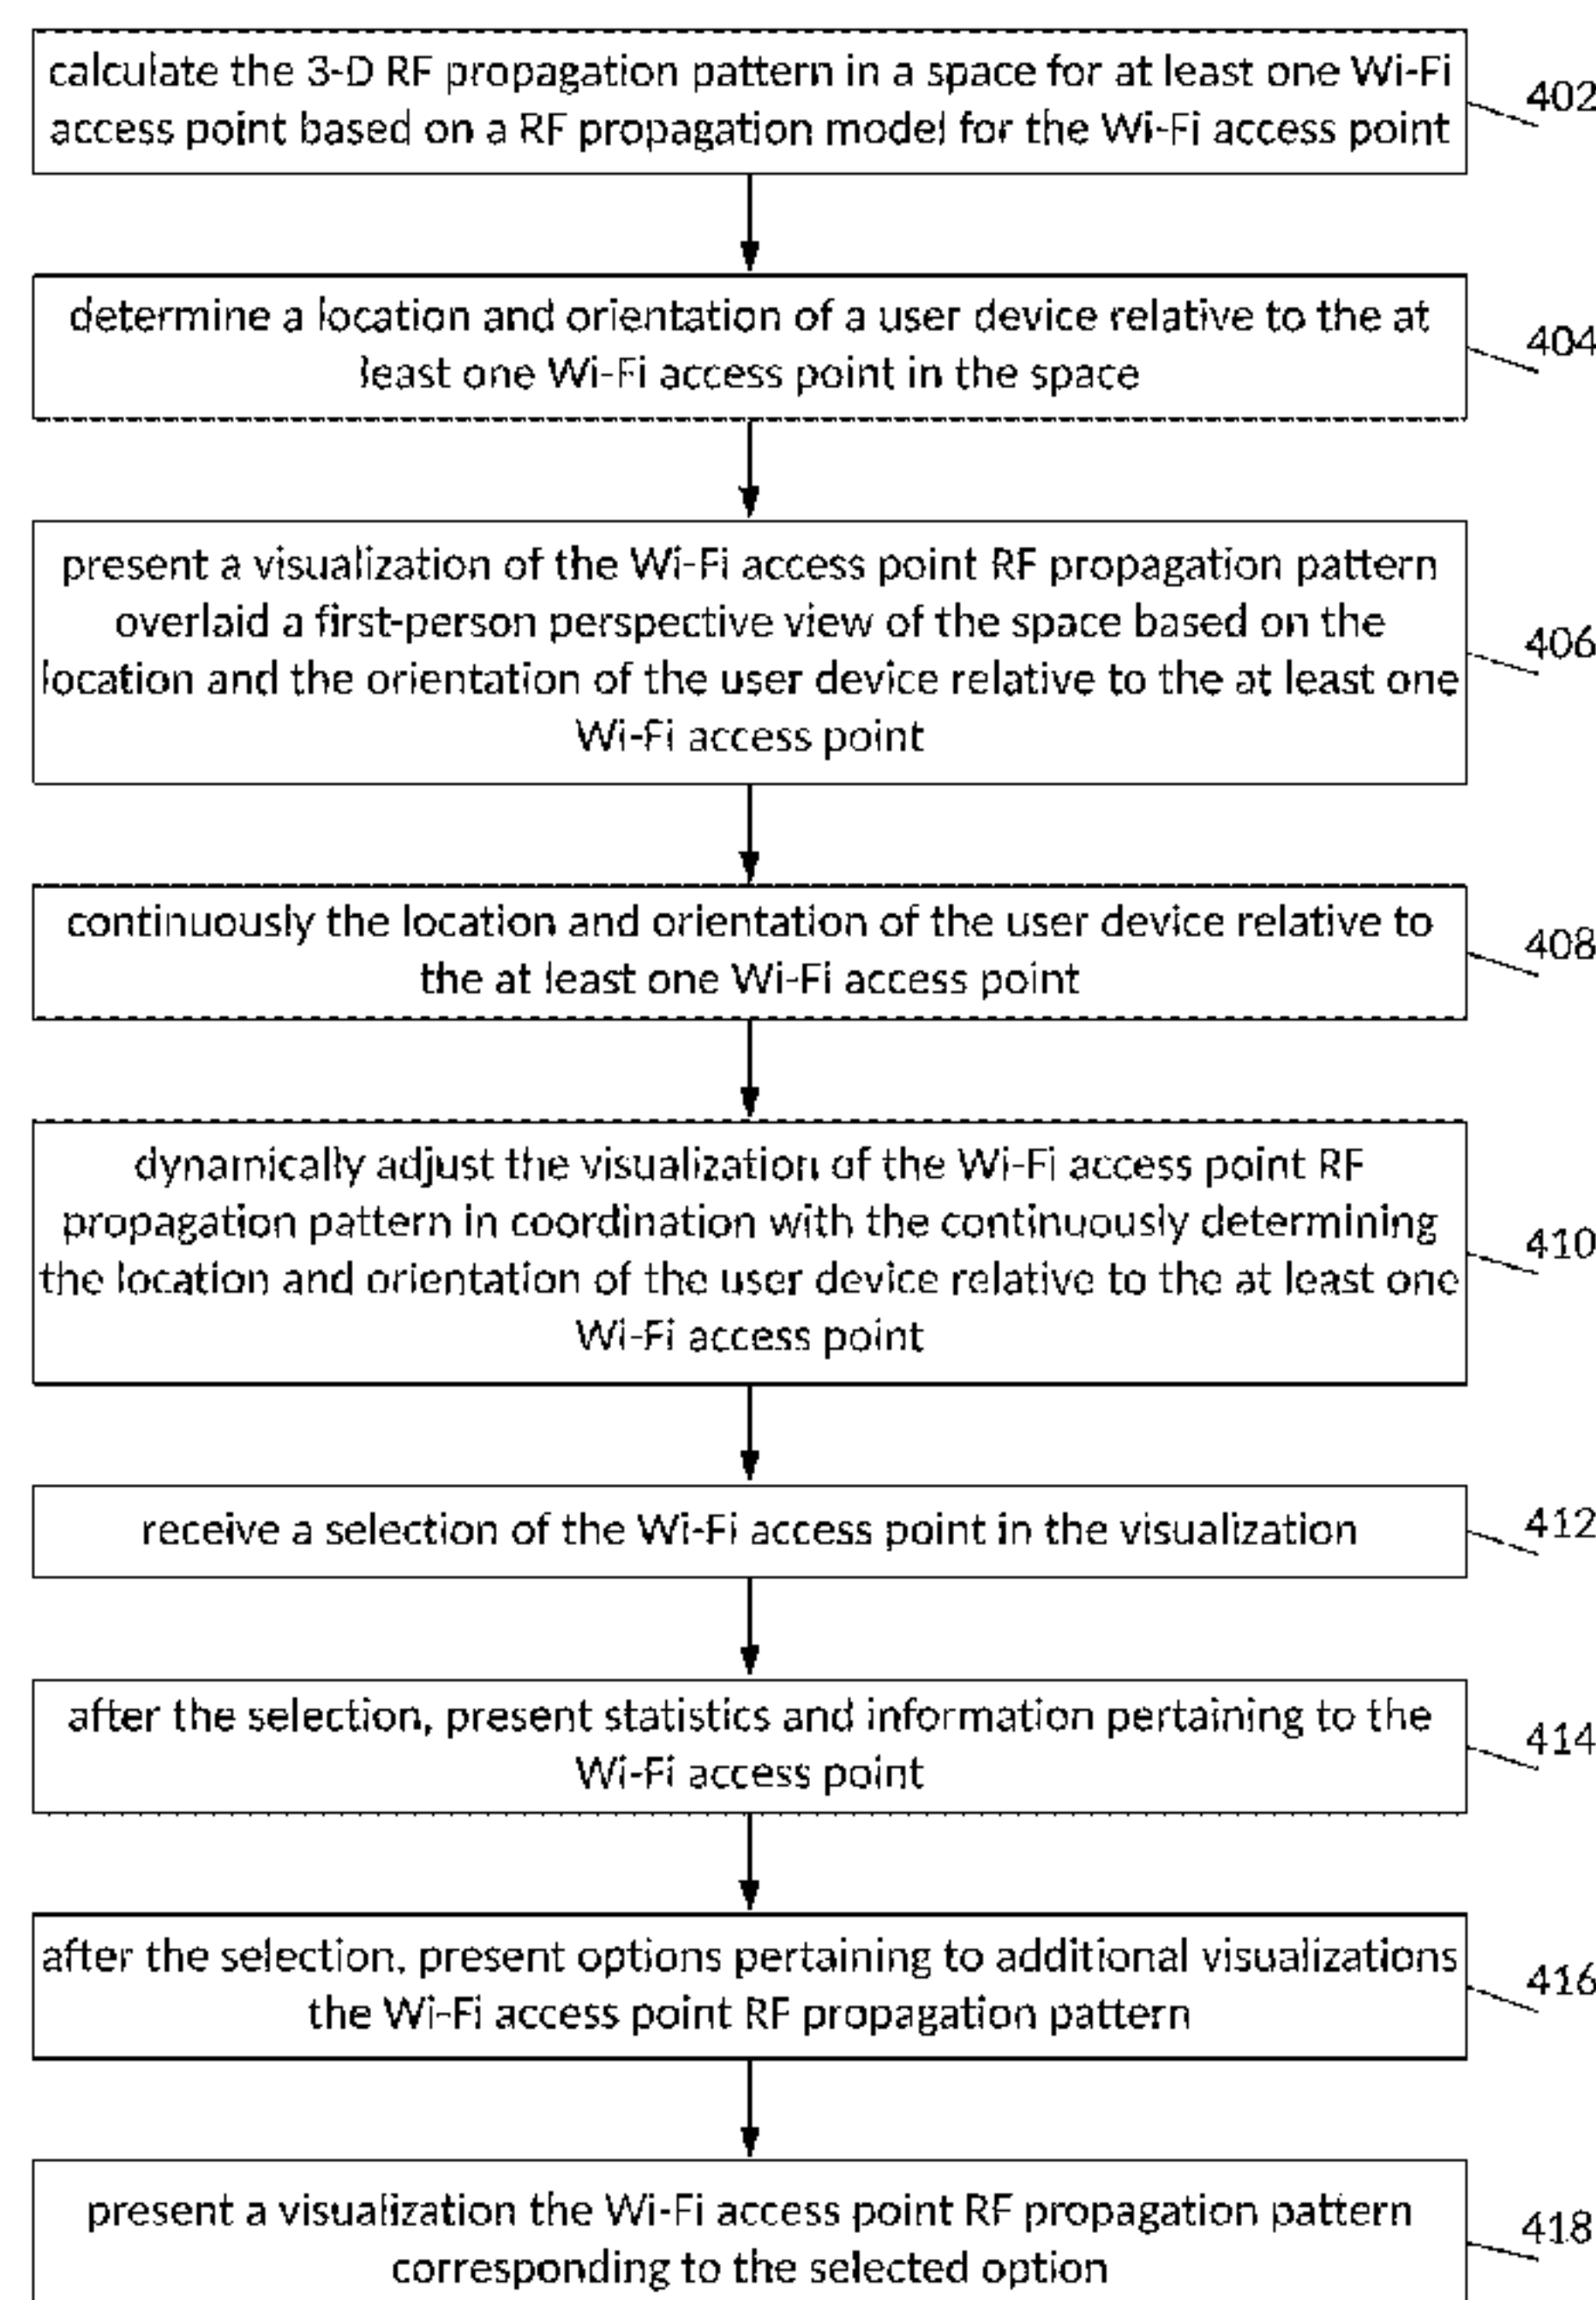 calculate the 3-D RF propagation pattern in a space for at least one Wi-Fi
access point based on a RF propagation model for the Wi-Fi access point
402
determine a location and orientation of a user device relative to the at
least one Wi-Fi access point in the space
404
present a visualization of the Wi-Fi access point RF propagation pattern
overlaid a first-person perspective view of the space based on the
location and the orientation of the user device relative to the at least one
Wi-Fi access point
406
continuously the location and orientation of the user device relative to
the at least one Wi-Fi access point
408
dynamically adjust the visualization of the Wi-Fi access point RF
propagation pattern in coordination with the continuously determining
the location and orientation of the user device relative to the at least one
Wi-Fi access point
410
receive a selection of the Wi-Fi access point in the visualization
412
after the selection, present statistics and information pertaining to the
Wi-Fi access point
414
after the selection, present options pertaining to additional visualizations
the Wi-Fi access point RF propagation pattern
416
present a visualization the Wi-Fi access point RF propagation pattern
corresponding to the selected option
418